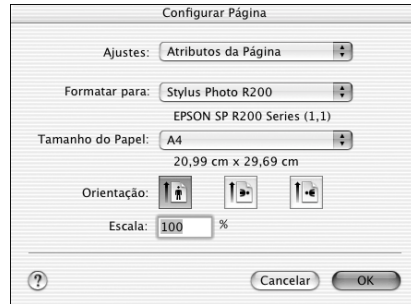 Configurar Página
Ajustes: Atributos da Página
Formatar para: Stylus Photo R200
EPSON SP R200 Series (1,1)
Tamanho do Papel: A4
20,99 cm x 29,69 cm
Orientação:
Escala: 100 %
? Cancelar OK